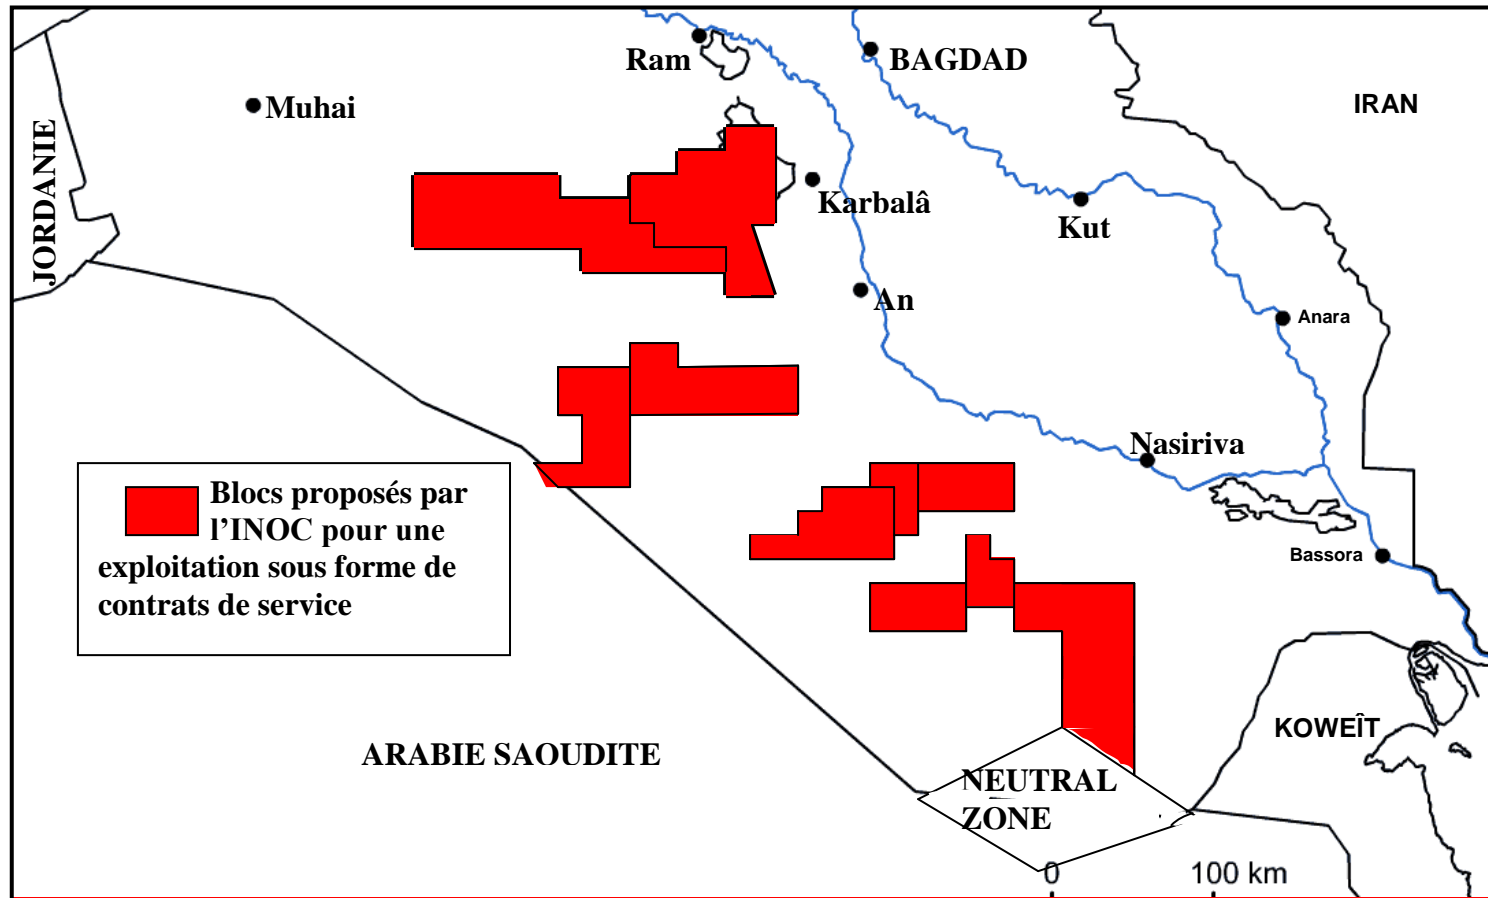 Ram
BAGDAD
IRAN
Muhai
JORDANIE
Karbalâ
Kut
An
Anara
Nasiriva
Blocs proposés par
l'INOC pour une
exploitation sous forme de
contrats de service
Bassora
KOWEÎT
ARABIE SAOUDITE
NEUTRAL
ZONE
0 100 km